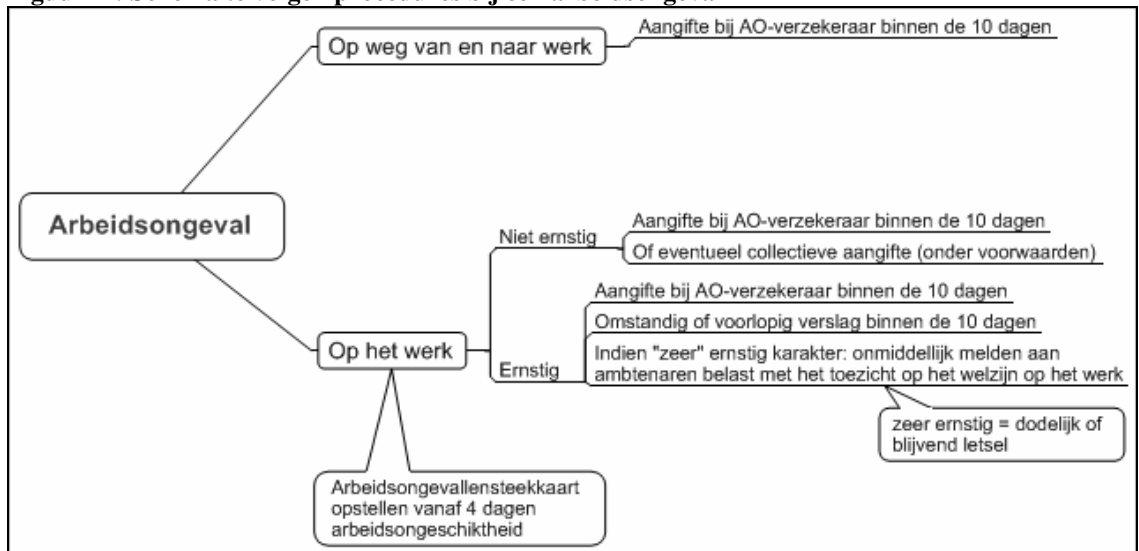 Op weg van en naar werk
Aangifte bij AO-verzekeraar binnen de 10 dagen
Arbeidsongeval
Niet ernstig
Aangifte bij AO-verzekeraar binnen de 10 dagen
Of eventueel collectieve aangifte (onder voorwaarden)
Op het werk
Ernstig
Aangifte bij AO-verzekeraar binnen de 10 dagen
Omstandig of voorlopig verslag binnen de 10 dagen
Indien "zeer" ernstig karakter: onmiddellijk melden aan
ambtenaren belast met het toezicht op het welzijn op het werk
zeer ernstig = dodelijk of
blijvend letsel
Arbeidsongevallensteekkaart
opstellen vanaf 4 dagen
arbeidsongeschiktheid